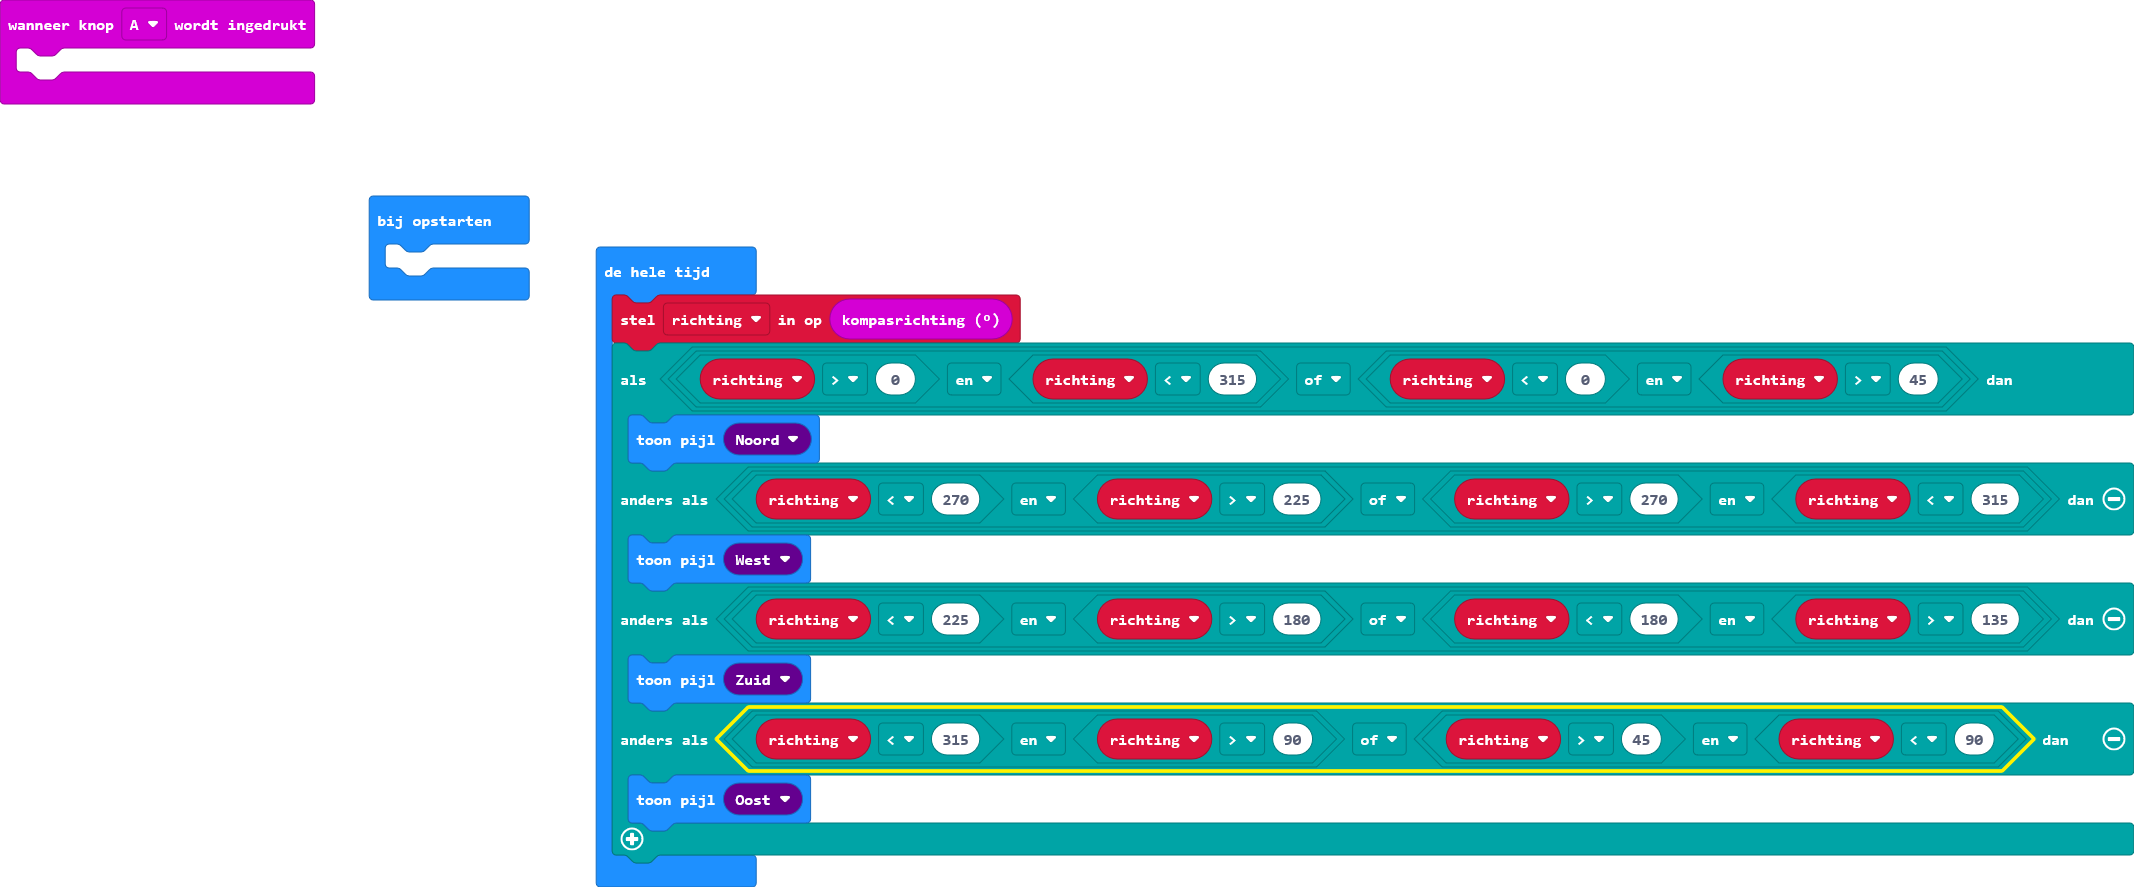 wanneer knop A wordt ingedrukt
bij opstarten
de hele tijd
stel richting in op kompasrichting (°)
als richting > 0 en richting < 315 of richting < 0 en richting > 45 dan
toon pijl Noord
anders als richting < 270 en richting > 225 of richting > 270 en richting < 315 dan
toon pijl West
anders als richting < 225 en richting > 180 of richting < 180 en richting > 135 dan
toon pijl Zuid
anders als richting < 315 en richting > 90 of richting > 45 en richting < 90 dan
toon pijl Oost